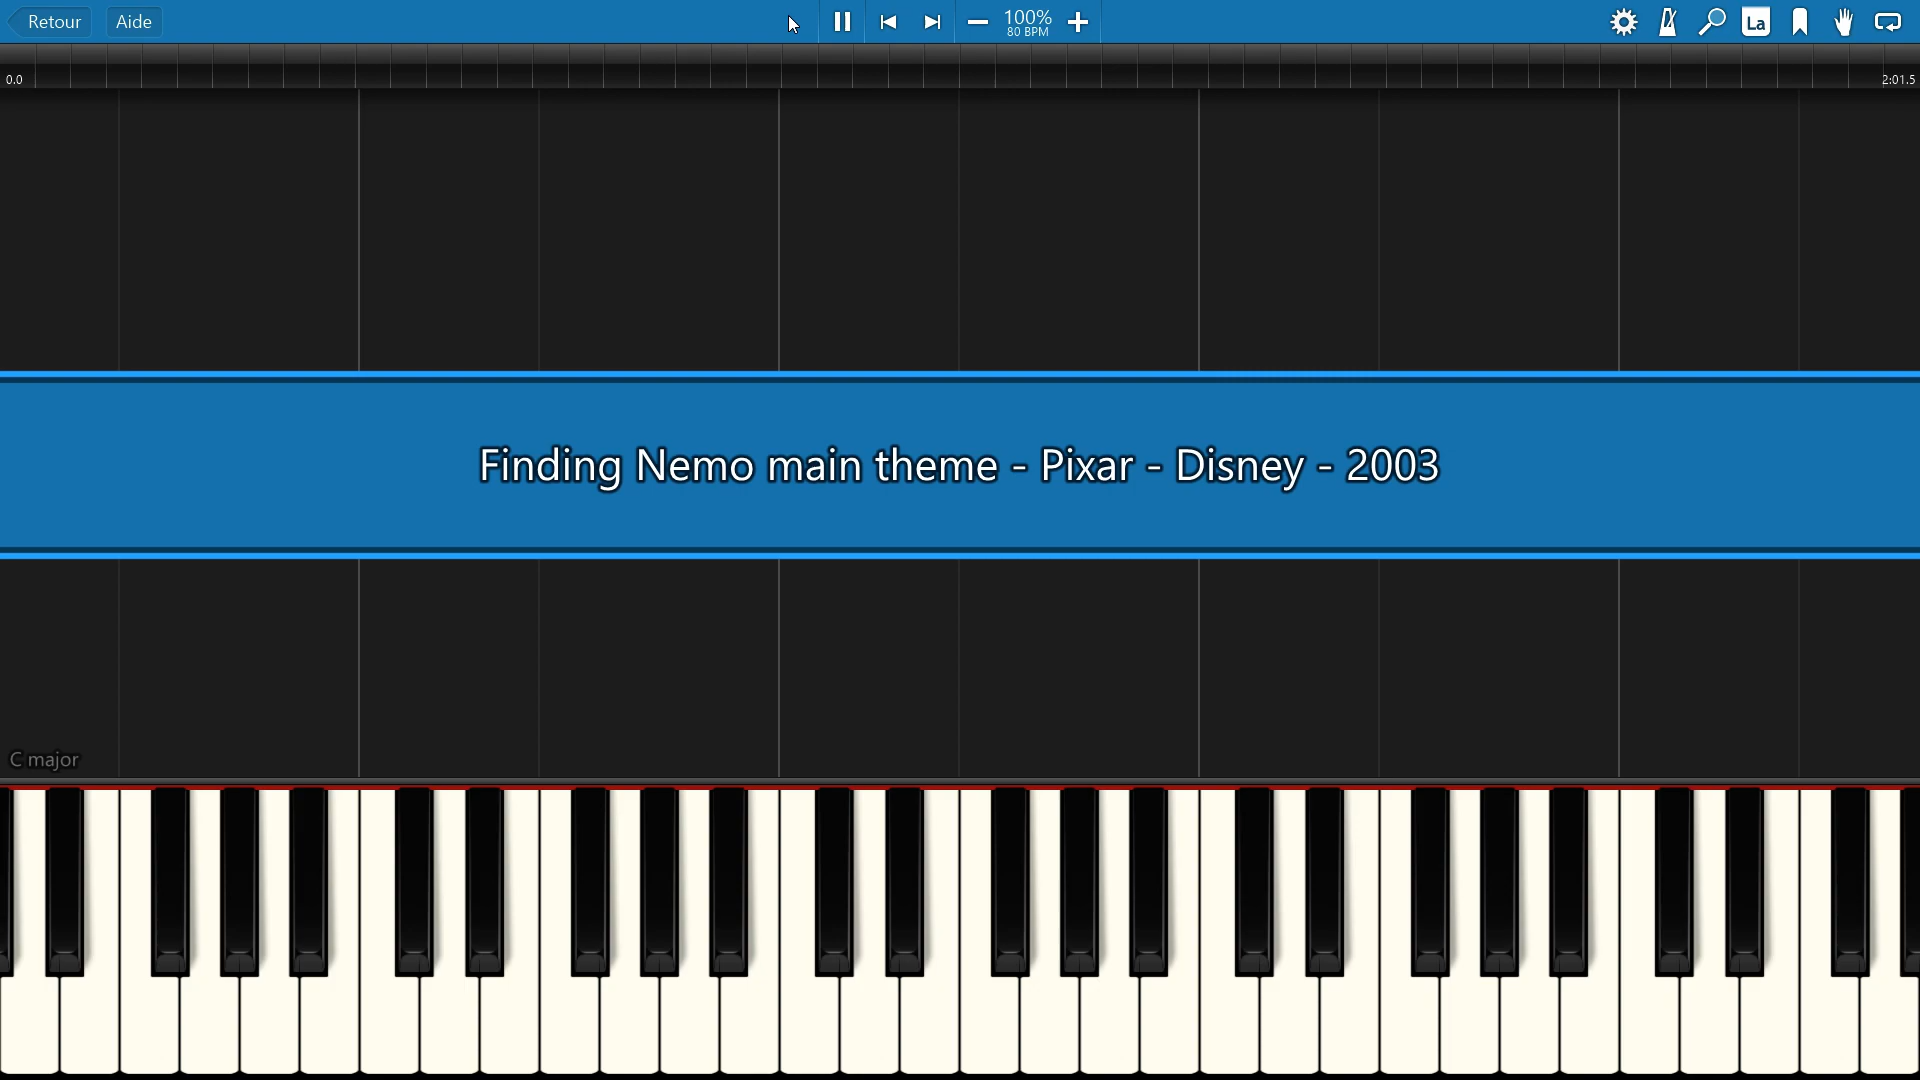 Retour Aide 100% La
80 BPM
0.0 2:01.5
Finding Nemo main theme - Pixar - Disney - 2003
C major